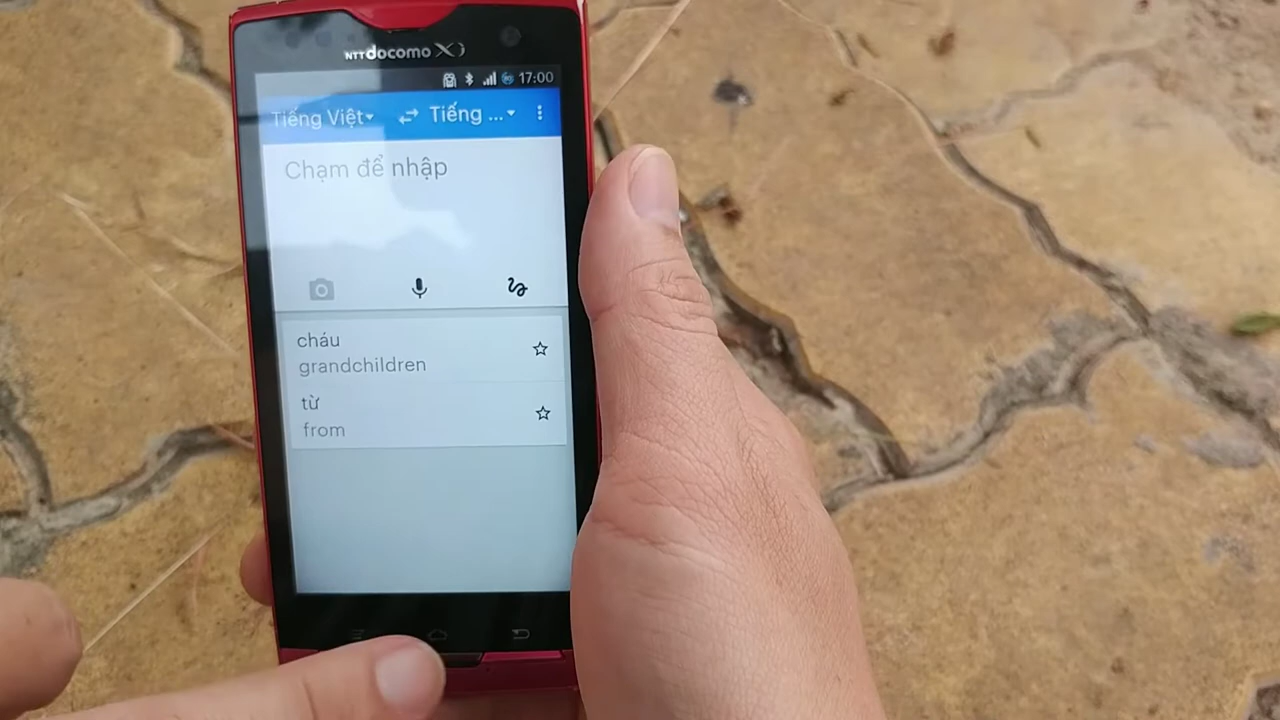 NTT docomo Xi
17:00
Tiếng Việt Tiếng ...
Chạm để nhập
cháu
grandchildren
từ
from